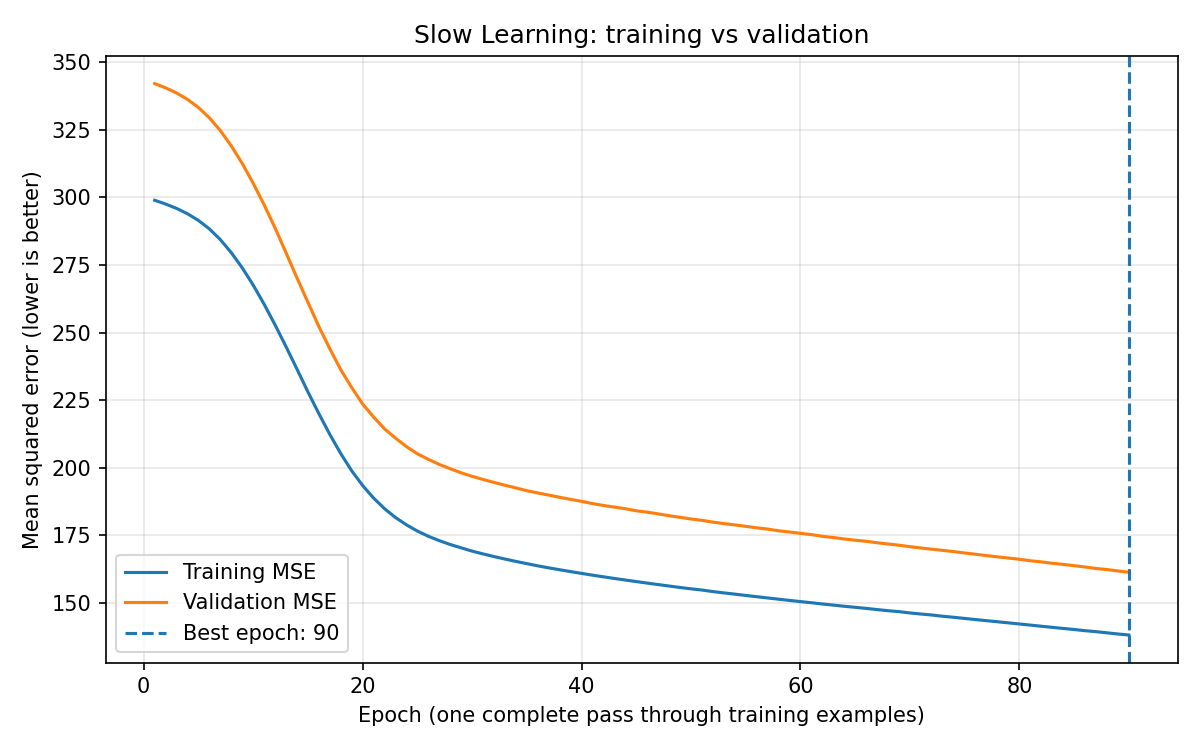 Slow Learning: training vs validation
Mean squared error (lower is better)
350
325
300
275
250
225
200
175
150
Training MSE
Validation MSE
Best epoch: 90
0
20
40
60
80
Epoch (one complete pass through training examples)